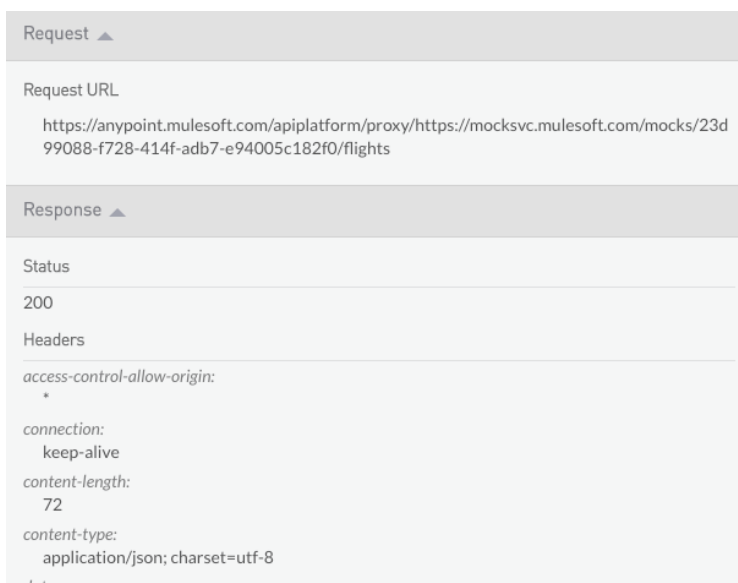 Request
Request URL
https://anypoint.mulesoft.com/apiplatform/proxy/https://mocksvc.mulesoft.com/mocks/23d
99088-f728-414f-adb7-e94005c182f0/flights
Response
Status
200
Headers
access-control-allow-origin:
*
connection:
keep-alive
content-length:
72
content-type:
application/json; charset=utf-8